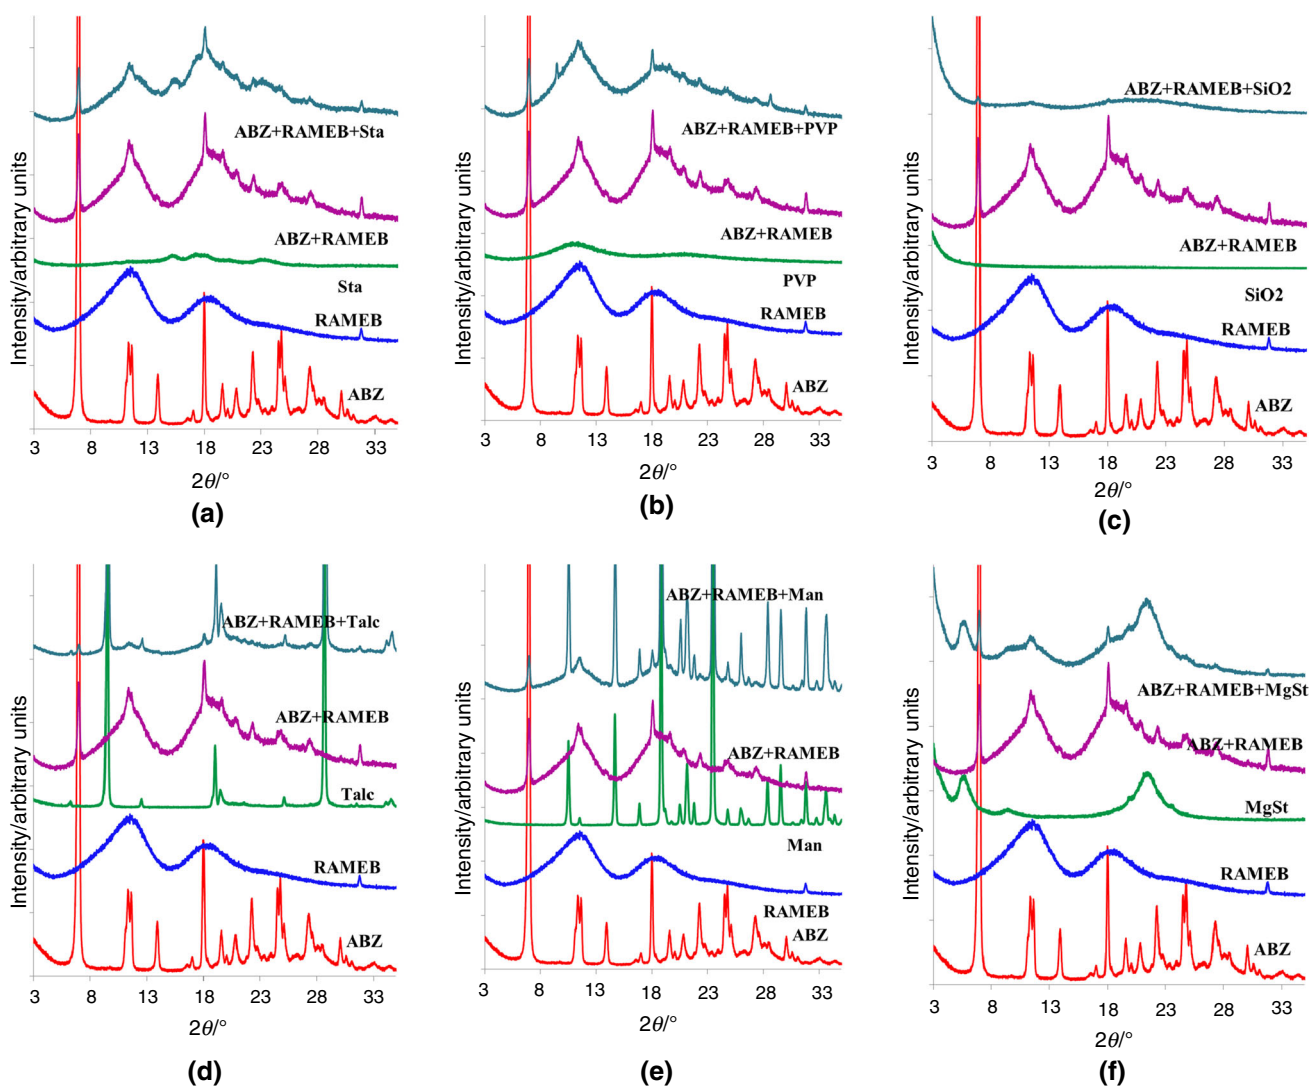 Intensity/arbitrary units
ABZ+RAMEB+Sta
ABZ+RAMEB
Sta
RAMEB
ABZ
3 8 13 18 23 28 33
2θ/°
(a)
Intensity/arbitrary units
ABZ+RAMEB+PVP
ABZ+RAMEB
PVP
RAMEB
ABZ
3 8 13 18 23 28 33
2θ/°
(b)
Intensity/arbitrary units
ABZ+RAMEB+SiO2
ABZ+RAMEB
SiO2
RAMEB
ABZ
3 8 13 18 23 28 33
2θ/°
(c)
Intensity/arbitrary units
ABZ+RAMEB+Talc
ABZ+RAMEB
Talc
RAMEB
ABZ
3 8 13 18 23 28 33
2θ/°
(d)
Intensity/arbitrary units
ABZ+RAMEB+Man
ABZ+RAMEB
Man
RAMEB
ABZ
3 8 13 18 23 28 33
2θ/°
(e)
Intensity/arbitrary units
ABZ+RAMEB+MgSt
ABZ+RAMEB
MgSt
RAMEB
ABZ
3 8 13 18 23 28 33
2θ/°
(f)